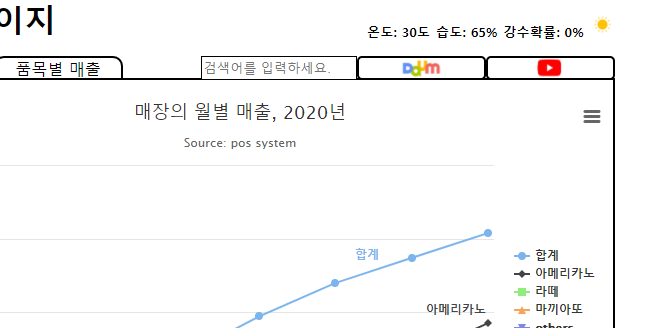 이지
온도: 30도 습도: 65% 강수확률: 0%
품목별 매출
검색어를 입력하세요.
Daum
매장의 월별 매출, 2020년
Source: pos system
합계
아메리카노
합계
아메리카노
라떼
마끼아또
others